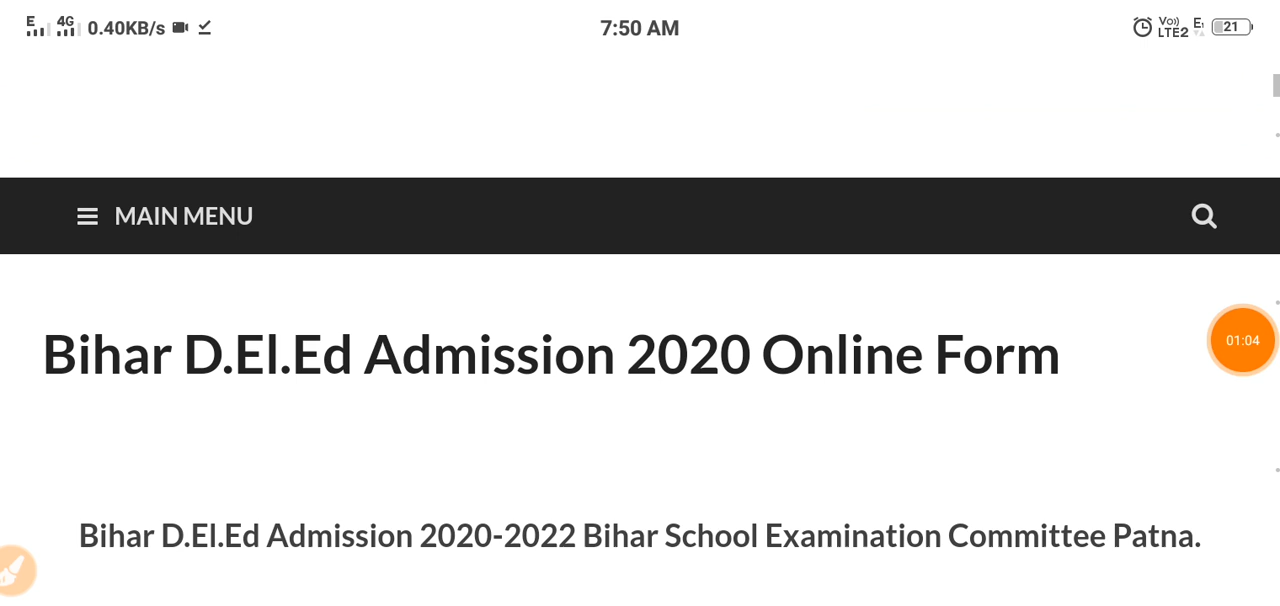 E 4G 0.40KB/s 7:50 AM Vo)) LTE2 E 21
MAIN MENU
Bihar D.El.Ed Admission 2020 Online Form
01:04
Bihar D.El.Ed Admission 2020-2022 Bihar School Examination Committee Patna.